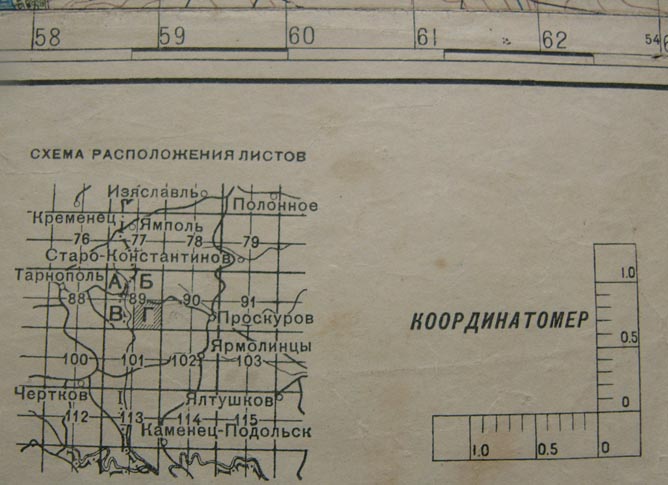 58 59 60 61 62 54
СХЕМА РАСПОЛОЖЕНИЯ ЛИСТОВ
Изяславль
Полонное
Кременец
Ямполь
76 77 78 79
Старо-Константинов
Тарнополь А Б
88 89 90 91
В Г Проскуров
Ярмолинцы
100 101 102 103
Чертков
Ялтушков
112 113 114 115
Каменец-Подольск
КООРДИНАТОМЕР
1.0
0.5
0
1.0 0.5 0